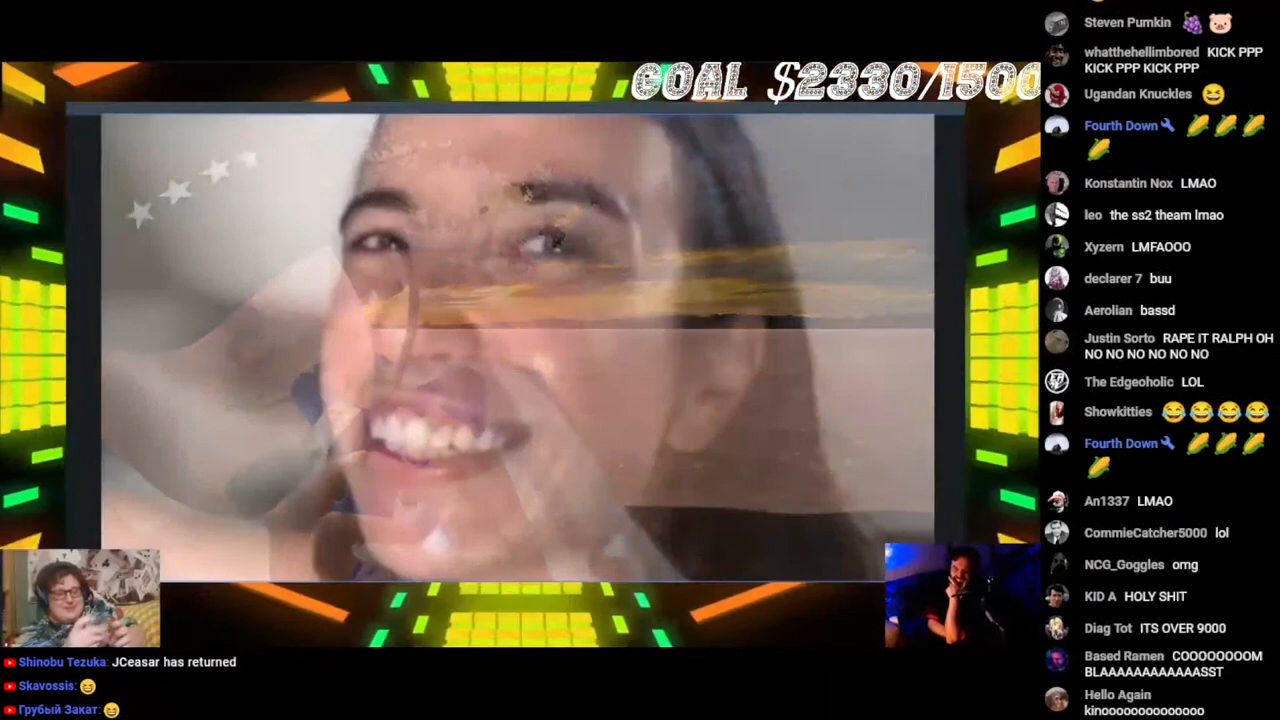 GOAL $2330/1500
Steven Pumkin 🍇 🐷
whatthehellimbored KICK PPP
KICK PPP KICK PPP
Ugandan Knuckles 😆
Fourth Down🔧 🌽 🌽 🌽
🌽
Konstantin Nox LMAO
leo the ss2 theam lmao
Xyzern LMFAOOO
declarer 7 buu
Aerolian bassd
Justin Sorto RAPE IT RALPH OH
NO NO NO NO NO NO
The Edgeoholic LOL
Showkitties 😂 😂 😂 😂
Fourth Down🔧 🌽 🌽 🌽
🌽
An1337 LMAO
CommieCatcher5000 lol
NCG_Goggles omg
KID A HOLY SHIT
Diag Tot ITS OVER 9000
Based Ramen COOOOOOOOM
BLAAAAAAAAAAAASST
Hello Again
kinoooooooooooooo
Shinobu Tezuka: JCeasar has returned
Skavossis: 😆
Грубый Закат: 😆